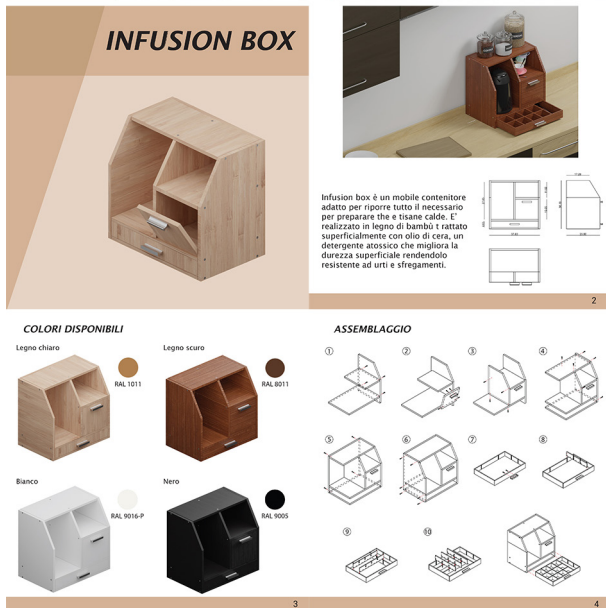 INFUSION BOX
Infusion box è un mobile contenitore
adatto per riporre tutto il necessario
per preparare the e tisane calde. E'
realizzato in legno di bambù t rattato
superficialmente con olio di cera, un
detergente atossico che migliora la
durezza superficiale rendendolo
resistente ad urti e sfregamenti.
2
COLORI DISPONIBILI
Legno chiaro
RAL 1011
Legno scuro
RAL 8011
Bianco
RAL 9016-P
Nero
RAL 9005
3
ASSEMBLAGGIO
1
2
3
4
5
6
7
8
9
10
4